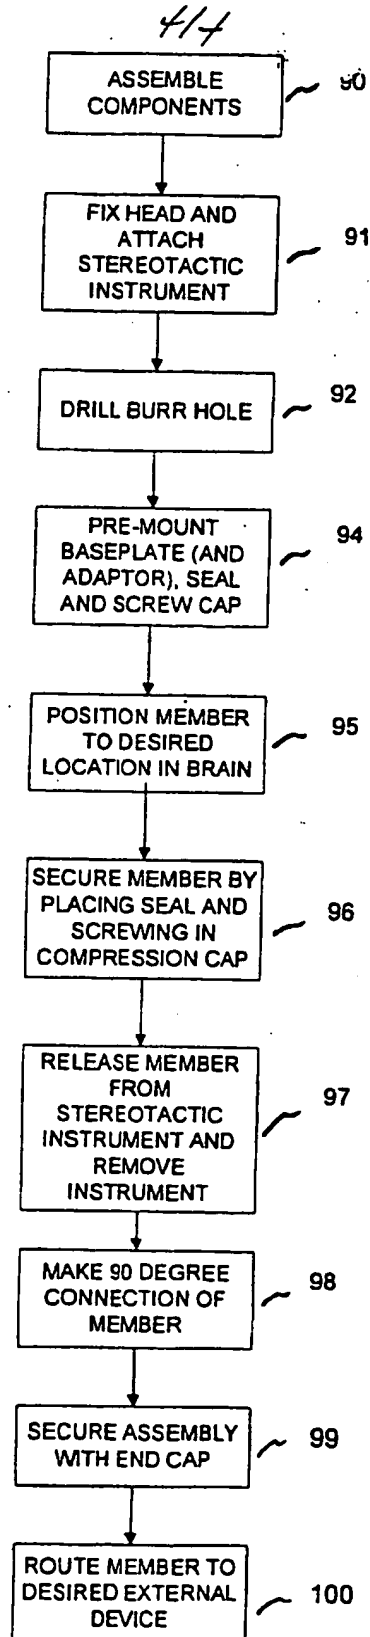 4/4
ASSEMBLE
COMPONENTS
90
FIX HEAD AND
ATTACH
STEREOTACTIC
INSTRUMENT
91
DRILL BURR HOLE
92
PRE-MOUNT
BASEPLATE (AND
ADAPTOR), SEAL
AND SCREW CAP
94
POSITION MEMBER
TO DESIRED
LOCATION IN BRAIN
95
SECURE MEMBER BY
PLACING SEAL AND
SCREWING IN
COMPRESSION CAP
96
RELEASE MEMBER
FROM
STEREOTACTIC
INSTRUMENT AND
REMOVE
INSTRUMENT
97
MAKE 90 DEGREE
CONNECTION OF
MEMBER
98
SECURE ASSEMBLY
WITH END CAP
99
ROUTE MEMBER TO
DESIRED EXTERNAL
DEVICE
100